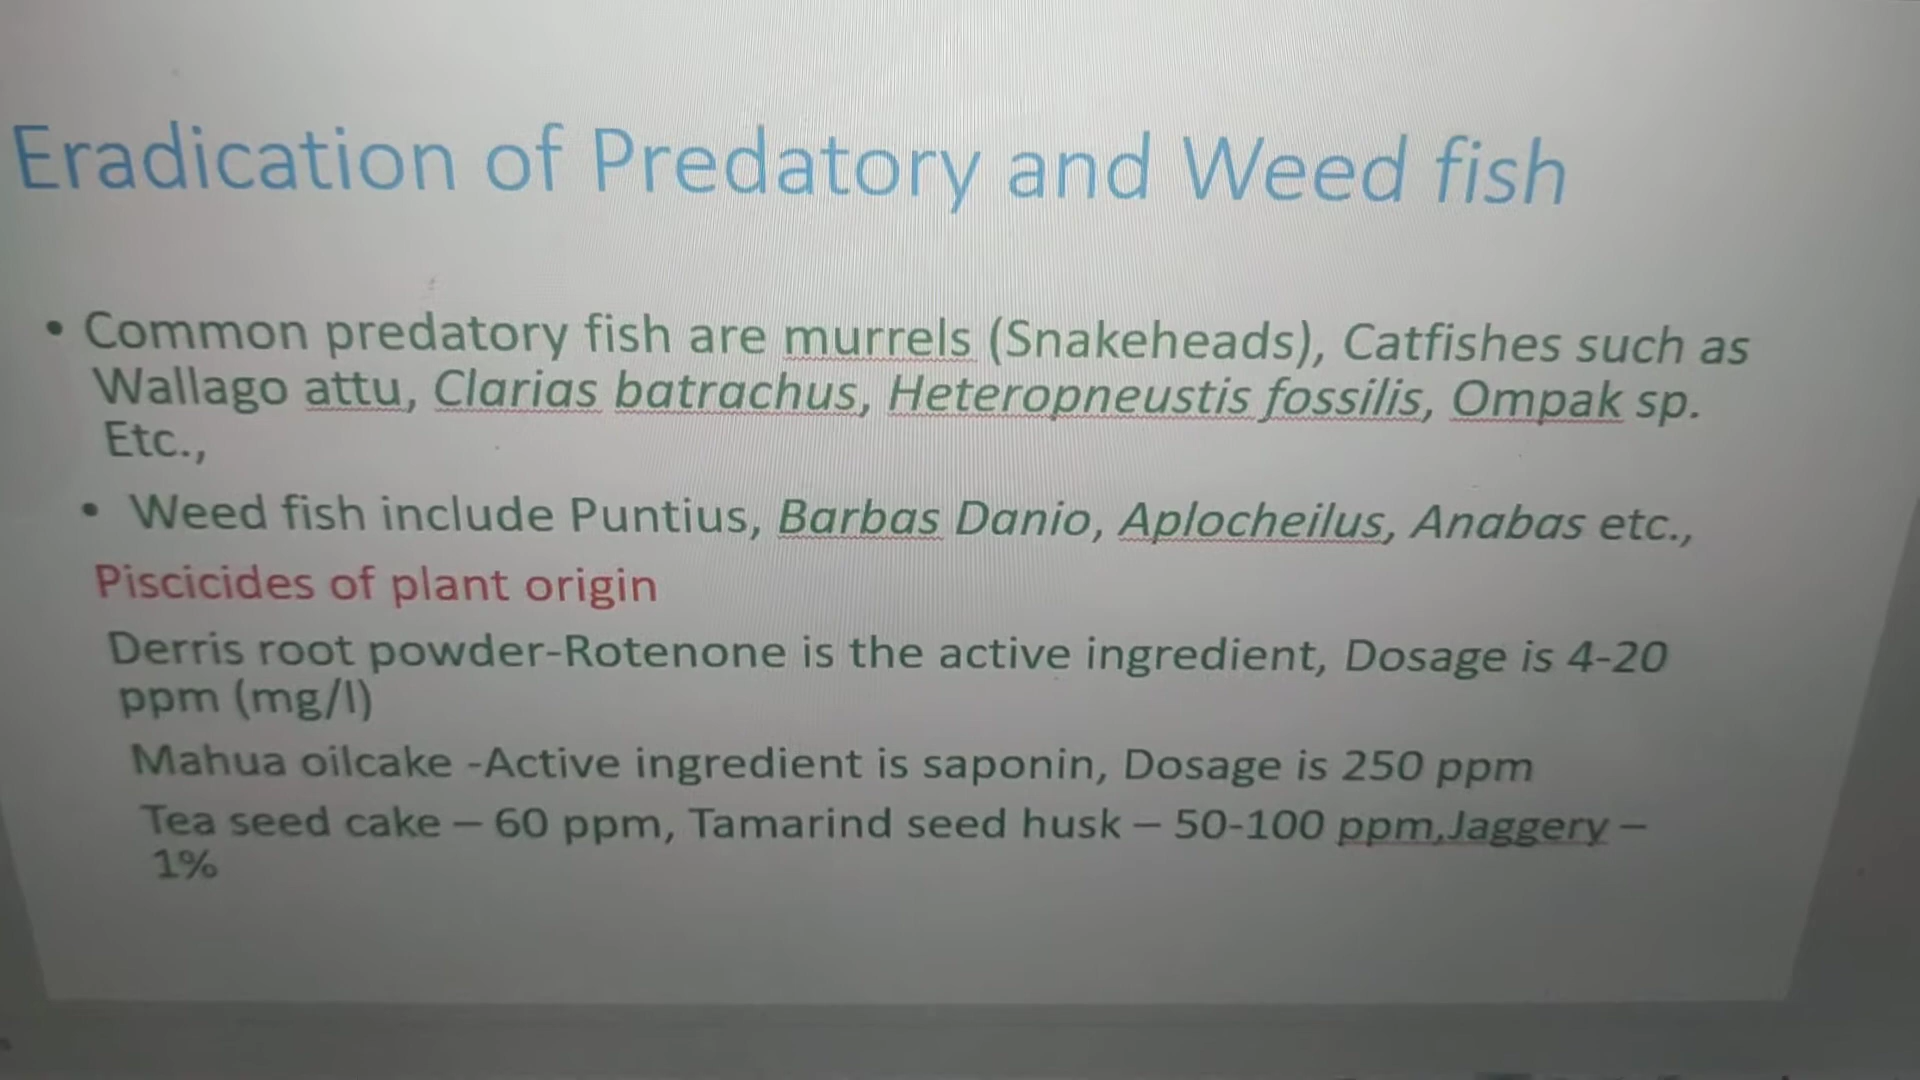 Eradication of Predatory and Weed fish
• Common predatory fish are murrels (Snakeheads), Catfishes such as
Wallago attu, Clarias batrachus, Heteropneustis fossilis, Ompak sp.
Etc.,
• Weed fish include Puntius, Barbas Danio, Aplocheilus, Anabas etc.,
Piscicides of plant origin
Derris root powder-Rotenone is the active ingredient, Dosage is 4-20
ppm (mg/l)
Mahua oilcake -Active ingredient is saponin, Dosage is 250 ppm
Tea seed cake – 60 ppm, Tamarind seed husk – 50-100 ppm,Jaggery –
1%